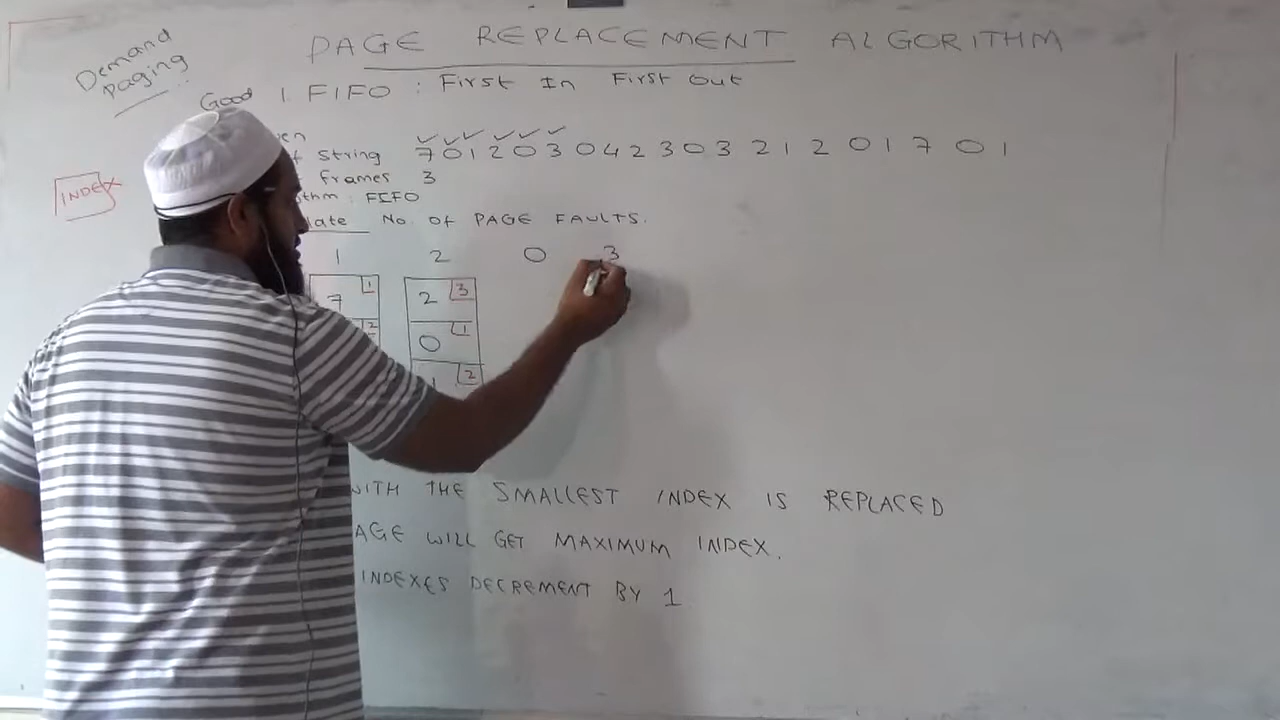 PAGE REPLACEMENT ALGORITHM
Demand
paging
Good 1. FIFO : First In First Out
String 7 0 1 2 0 3 0 4 2 3 0 3 2 1 2 0 1 7 0 1
frames 3
INDEX
FIFO
No. of PAGE FAULTS.
1 2 0 3
7 1 2 3
2 0 1
2
WITH THE SMALLEST INDEX IS REPLACED
WILL GET MAXIMUM INDEX.
INDEXES DECREMENT BY 1